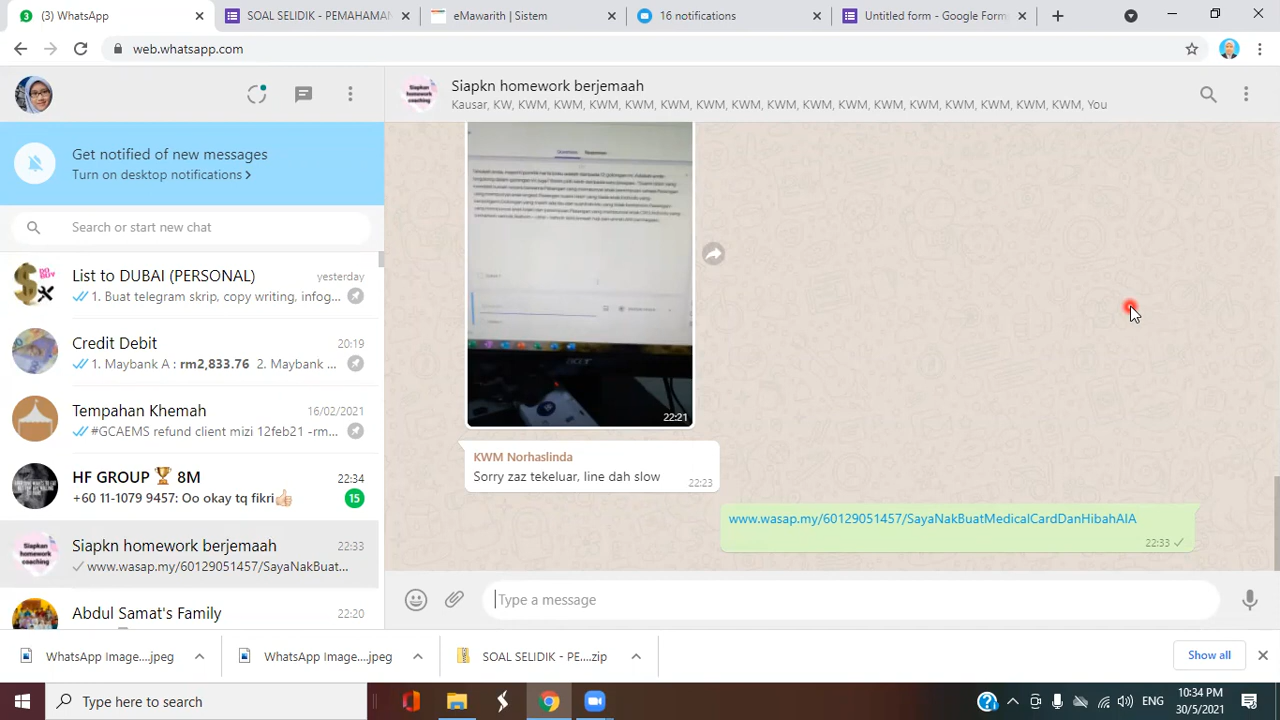 (3) WhatsApp
SOAL SELIDIK - PEMAHAMAN
eMawarith | Sistem
16 notifications
Untitled form - Google Form
web.whatsapp.com
Siapkn homework berjemaah
Kausar, KW, KWM, KWM, KWM, KWM, KWM, KWM, KWM, KWM, KWM, KWM, KWM, KWM, KWM, KWM, KWM, KWM, You
Get notified of new messages
Turn on desktop notifications >
Search or start new chat
List to DUBAI (PERSONAL)
yesterday
1. Buat telegram skrip, copy writing, infog...
Credit Debit
20:19
1. Maybank A : rm2,833.76 2. Maybank ...
Tempahan Khemah
16/02/2021
#GCAEMS refund client mizi 12feb21 -rm...
HF GROUP 🏆 8M
22:34
+60 11-1079 9457: Oo okay tq fikri👍🏻
15
Siapkn homework berjemaah
22:33
www.wasap.my/60129051457/SayaNakBuat...
Abdul Samat's Family
22:20
Siapkn
homework
coaching
Questions Responses
acer
22:21
KWM Norhaslinda
Sorry zaz tekeluar, line dah slow
22:23
www.wasap.my/60129051457/SayaNakBuatMedicalCardDanHibahAIA
22:33
Type a message
WhatsApp Image....jpeg
WhatsApp Image....jpeg
SOAL SELIDIK - PE....zip
Show all
Type here to search
ENG
10:34 PM
30/5/2021